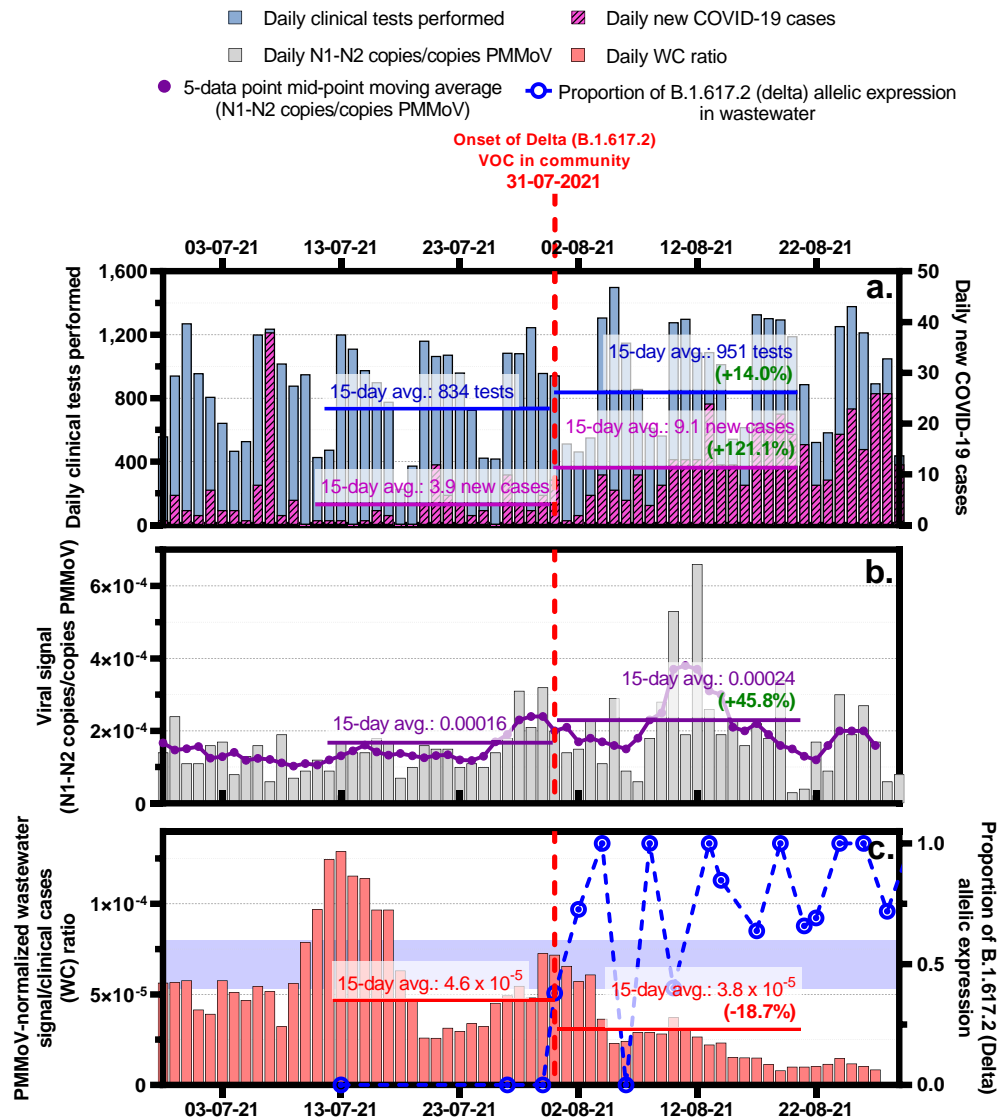 Daily clinical tests performed
Daily new COVID-19 cases
Daily N1-N2 copies/copies PMMoV
Daily WC ratio
5-data point mid-point moving average
(N1-N2 copies/copies PMMoV)
Proportion of B.1.617.2 (delta) allelic expression
in wastewater
Onset of Delta (B.1.617.2)
VOC in community
31-07-2021
03-07-21 13-07-21 23-07-21 02-08-21 12-08-21 22-08-21
Daily clinical tests performed
1,600
1,200
800
400
0
a.
15-day avg.: 834 tests
15-day avg.: 951 tests
(+14.0%)
15-day avg.: 3.9 new cases
15-day avg.: 9.1 new cases
(+121.1%)
50
40
30
20
10
0
Daily new COVID-19 cases
Viral signal
(N1-N2 copies/copies PMMoV)
6×10⁻⁴
4×10⁻⁴
2×10⁻⁴
0
b.
15-day avg.: 0.00016
15-day avg.: 0.00024
(+45.8%)
PMMoV-normalized wastewater
signal/clinical cases
(WC) ratio
1×10⁻⁴
5×10⁻⁵
0
c.
15-day avg.: 4.6 x 10⁻⁵
15-day avg.: 3.8 x 10⁻⁵
(-18.7%)
1.0
0.5
0.0
Proportion of B.1.617.2 (Delta)
allelic expression
03-07-21 13-07-21 23-07-21 02-08-21 12-08-21 22-08-21